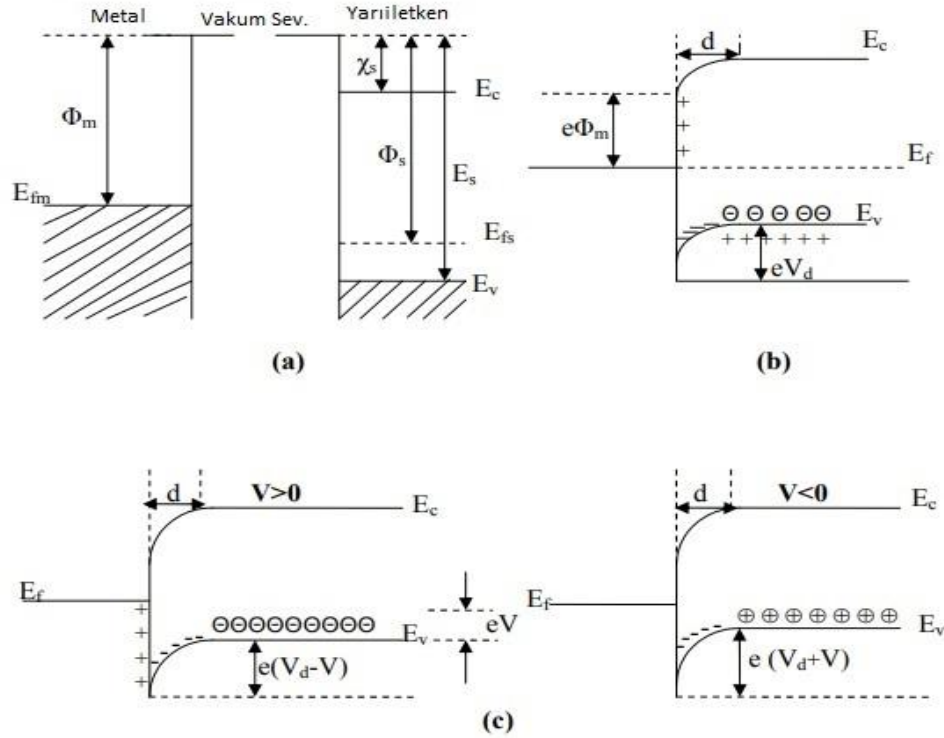 Metal
Vakum Sev.
Yarıiletken
Φm
χs
Ec
Φs
Es
Efm
Efs
Ev
(a)
d
Ec
eΦm
+
+
+
Ef
⊖ ⊖ ⊖ ⊖⊖ Ev
+ + + + + +
eVd
(b)
d
V>0
Ec
Ef
+
+
+
+
⊖⊖⊖⊖⊖⊖⊖⊖⊖
Ev
eV
e(Vd-V)
d
V<0
Ec
Ef
⊕ ⊕ ⊕ ⊕ ⊕ ⊕ ⊕
Ev
e (Vd+V)
(c)